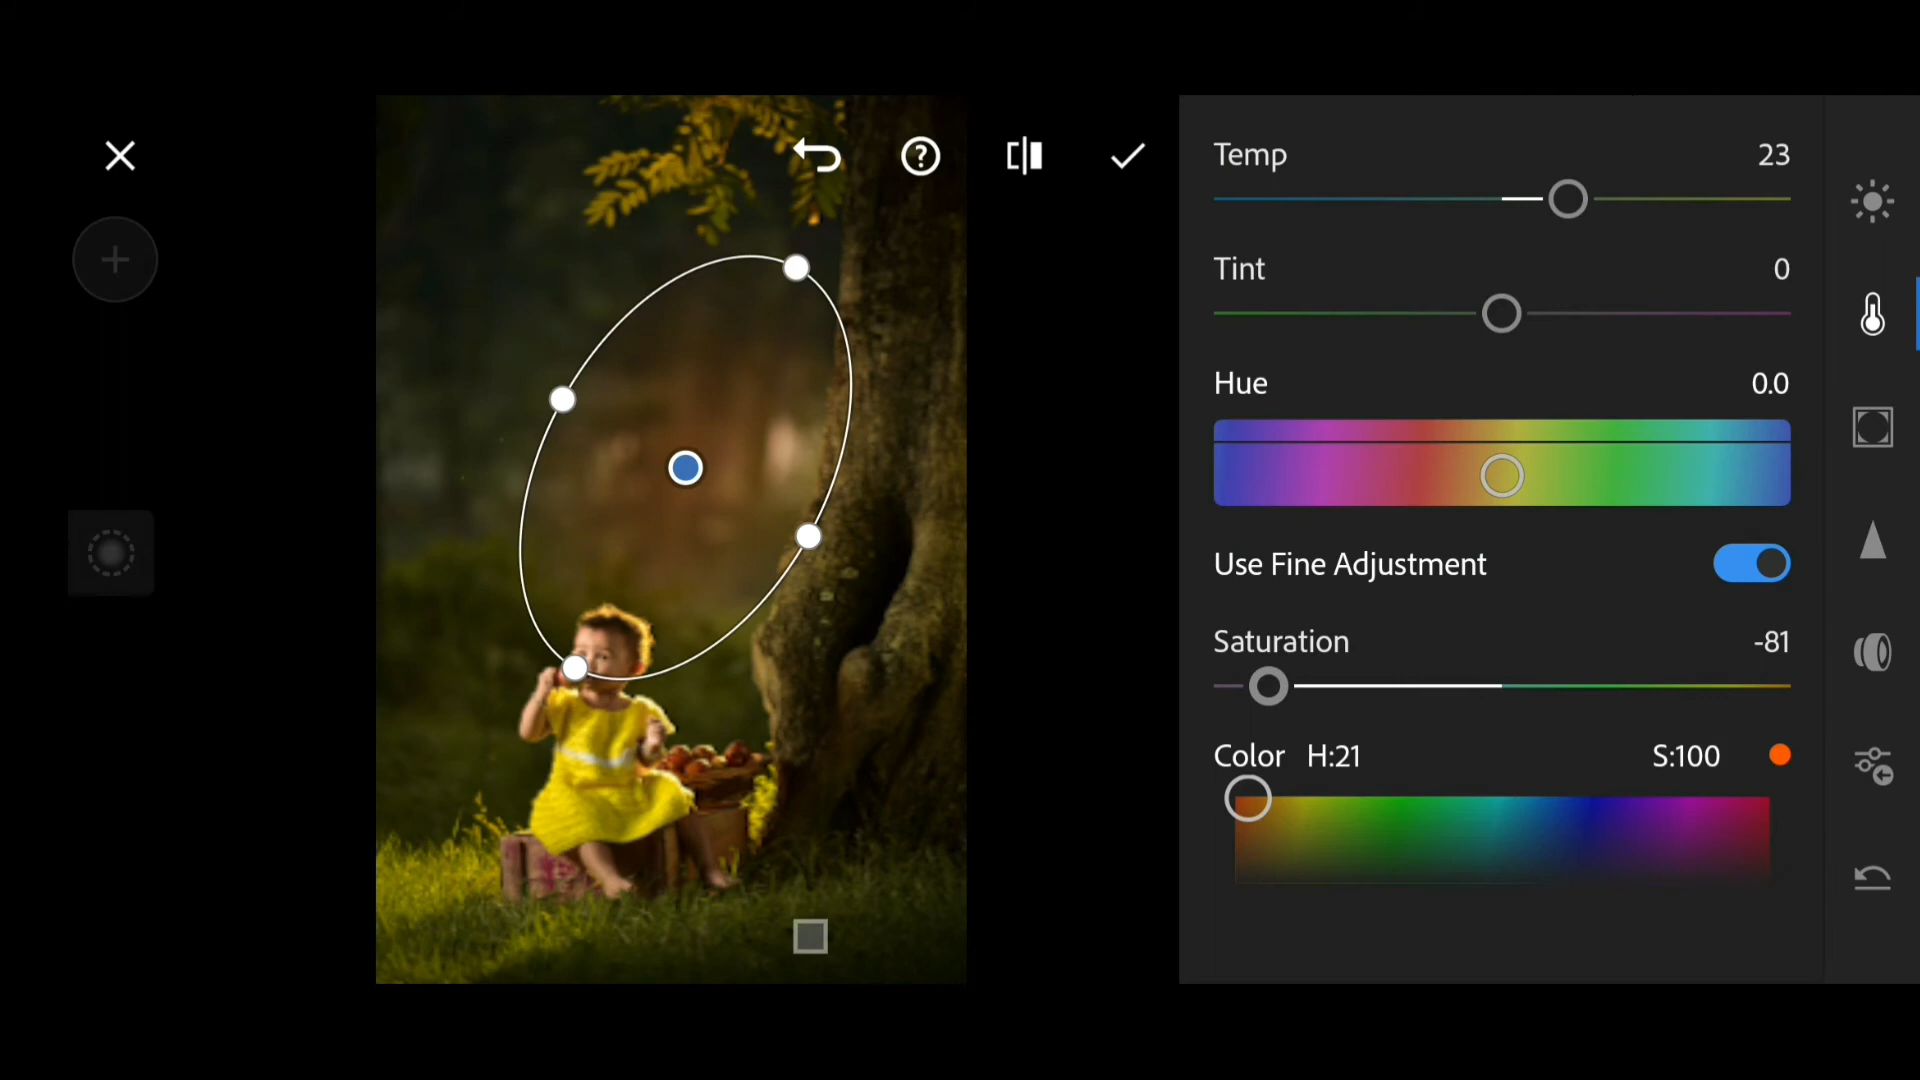 Temp 23
Tint 0
Hue 0.0
Use Fine Adjustment
Saturation -81
Color H:21 S:100